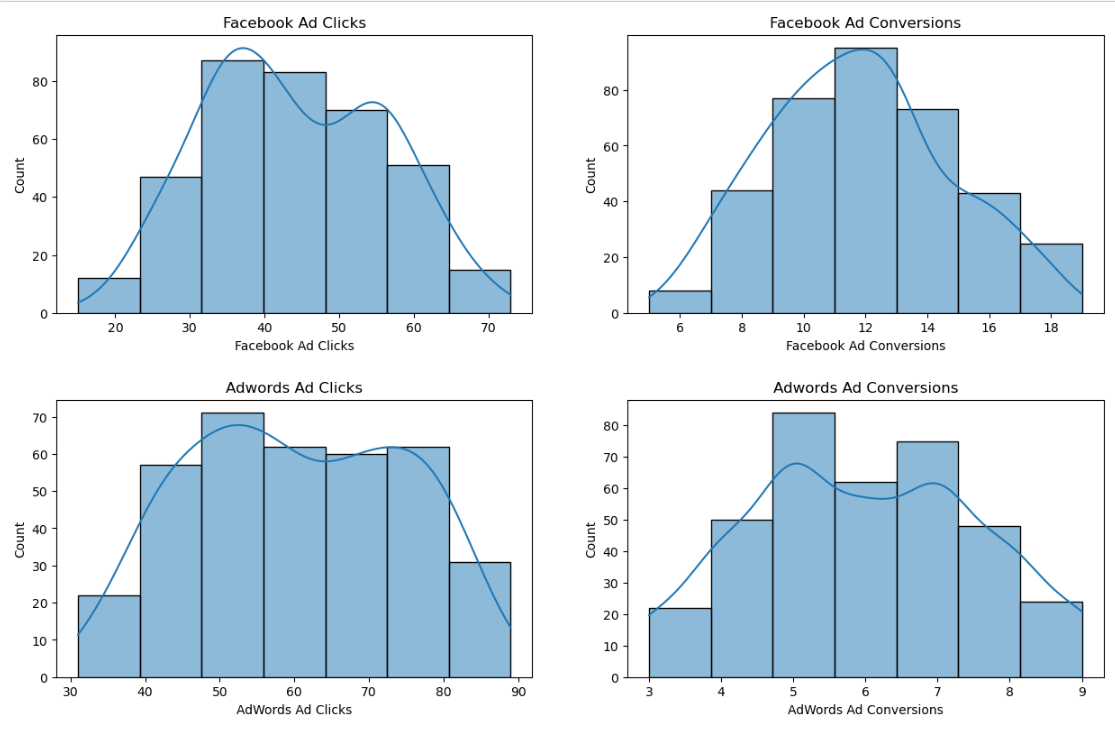 Facebook Ad Clicks
Count
80
60
40
20
0
20 30 40 50 60 70
Facebook Ad Clicks
Facebook Ad Conversions
Count
80
60
40
20
0
6 8 10 12 14 16 18
Facebook Ad Conversions
Adwords Ad Clicks
Count
70
60
50
40
30
20
10
0
30 40 50 60 70 80 90
AdWords Ad Clicks
Adwords Ad Conversions
Count
80
70
60
50
40
30
20
10
0
3 4 5 6 7 8 9
AdWords Ad Conversions